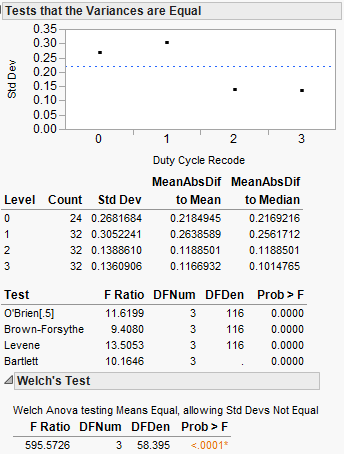 Tests that the Variances are Equal
0.35
0.30
0.25
0.20
0.15
0.10
0.05
0.00
Std Dev
0 1 2 3
Duty Cycle Recode
MeanAbsDif MeanAbsDif
Level Count Std Dev to Mean to Median
0 24 0.2681684 0.2184945 0.2169216
1 32 0.3052241 0.2638589 0.2561712
2 32 0.1388610 0.1188501 0.1188501
3 32 0.1360906 0.1166932 0.1014765
Test F Ratio DFNum DFDen Prob > F
O'Brien[.5] 11.6199 3 116 0.0000
Brown-Forsythe 9.4080 3 116 0.0000
Levene 13.5053 3 116 0.0000
Bartlett 10.1646 3 . 0.0000
Welch's Test
Welch Anova testing Means Equal, allowing Std Devs Not Equal
F Ratio DFNum DFDen Prob > F
595.5726 3 58.395 <.0001*